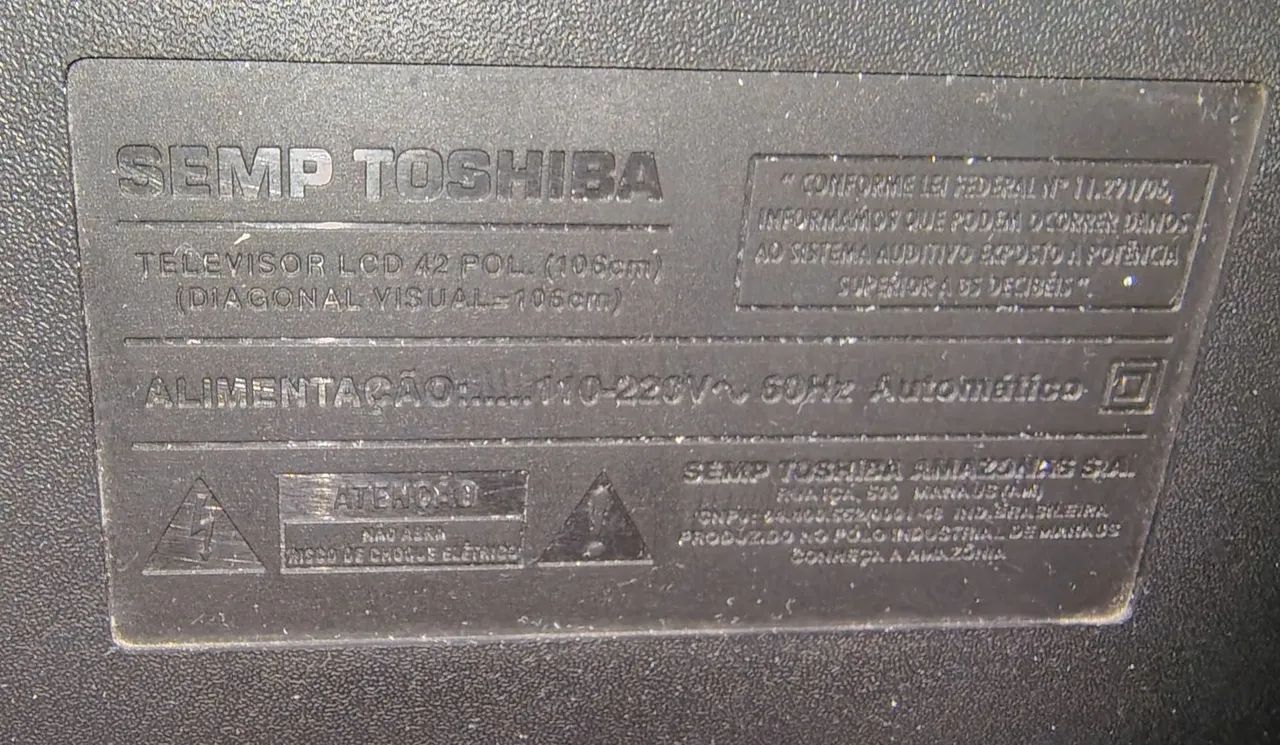 SEMP TOSHIBA
TELEVISOR LCD 42 POL. (106cm)
(DIAGONAL VISUAL=106cm)
" CONFORME LEI FEDERAL N° 11.291/06,
INFORMAMOS QUE PODEM OCORRER DANOS
AO SISTEMA AUDITIVO EXPOSTO À POTÊNCIA
SUPERIOR A 85 DECIBÉIS".
ALIMENTAÇÃO:.....110-220V~ 60Hz Automático
ATENÇÃO
NÃO ABRA
RISCO DE CHOQUE ELÉTRICO
SEMP TOSHIBA AMAZONAS S.A.
MANAUS (AM)
IND. BRASILEIRA
PRODUZIDO NO POLO INDUSTRIAL DE MANAUS
CONHEÇA A AMAZÔNIA